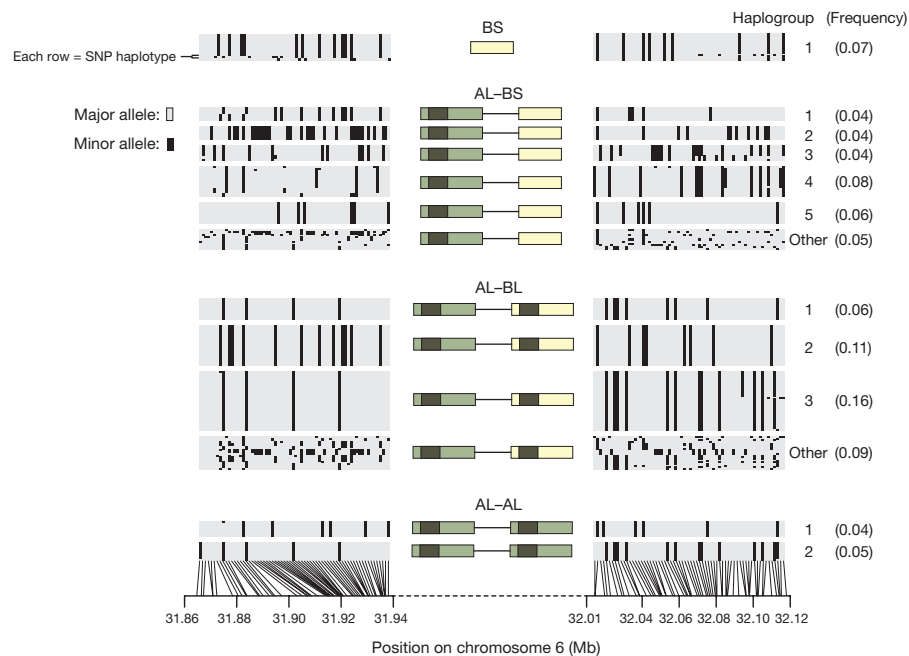 Haplogroup (Frequency)
BS
1 (0.07)
Each row = SNP haplotype
AL–BS
Major allele:
Minor allele:
1 (0.04)
2 (0.04)
3 (0.04)
4 (0.08)
5 (0.06)
Other (0.05)
AL–BL
1 (0.06)
2 (0.11)
3 (0.16)
Other (0.09)
AL–AL
1 (0.04)
2 (0.05)
31.86 31.88 31.90 31.92 31.94 32.01 32.04 32.06 32.08 32.10 32.12
Position on chromosome 6 (Mb)